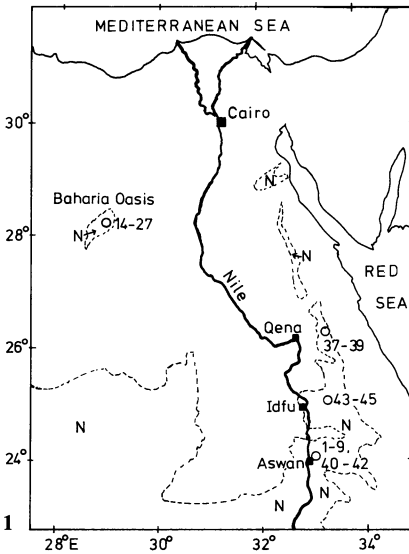 MEDITERRANEAN SEA
30°
Cairo
N
Baharia Oasis
14-27
N
28°
N
RED
SEA
Nile
Qena
37-39
26°
Idfu
43-45
N
N
1-9,
40-42
24°
Aswan
N
N
1
28°E
30°
32°
34°